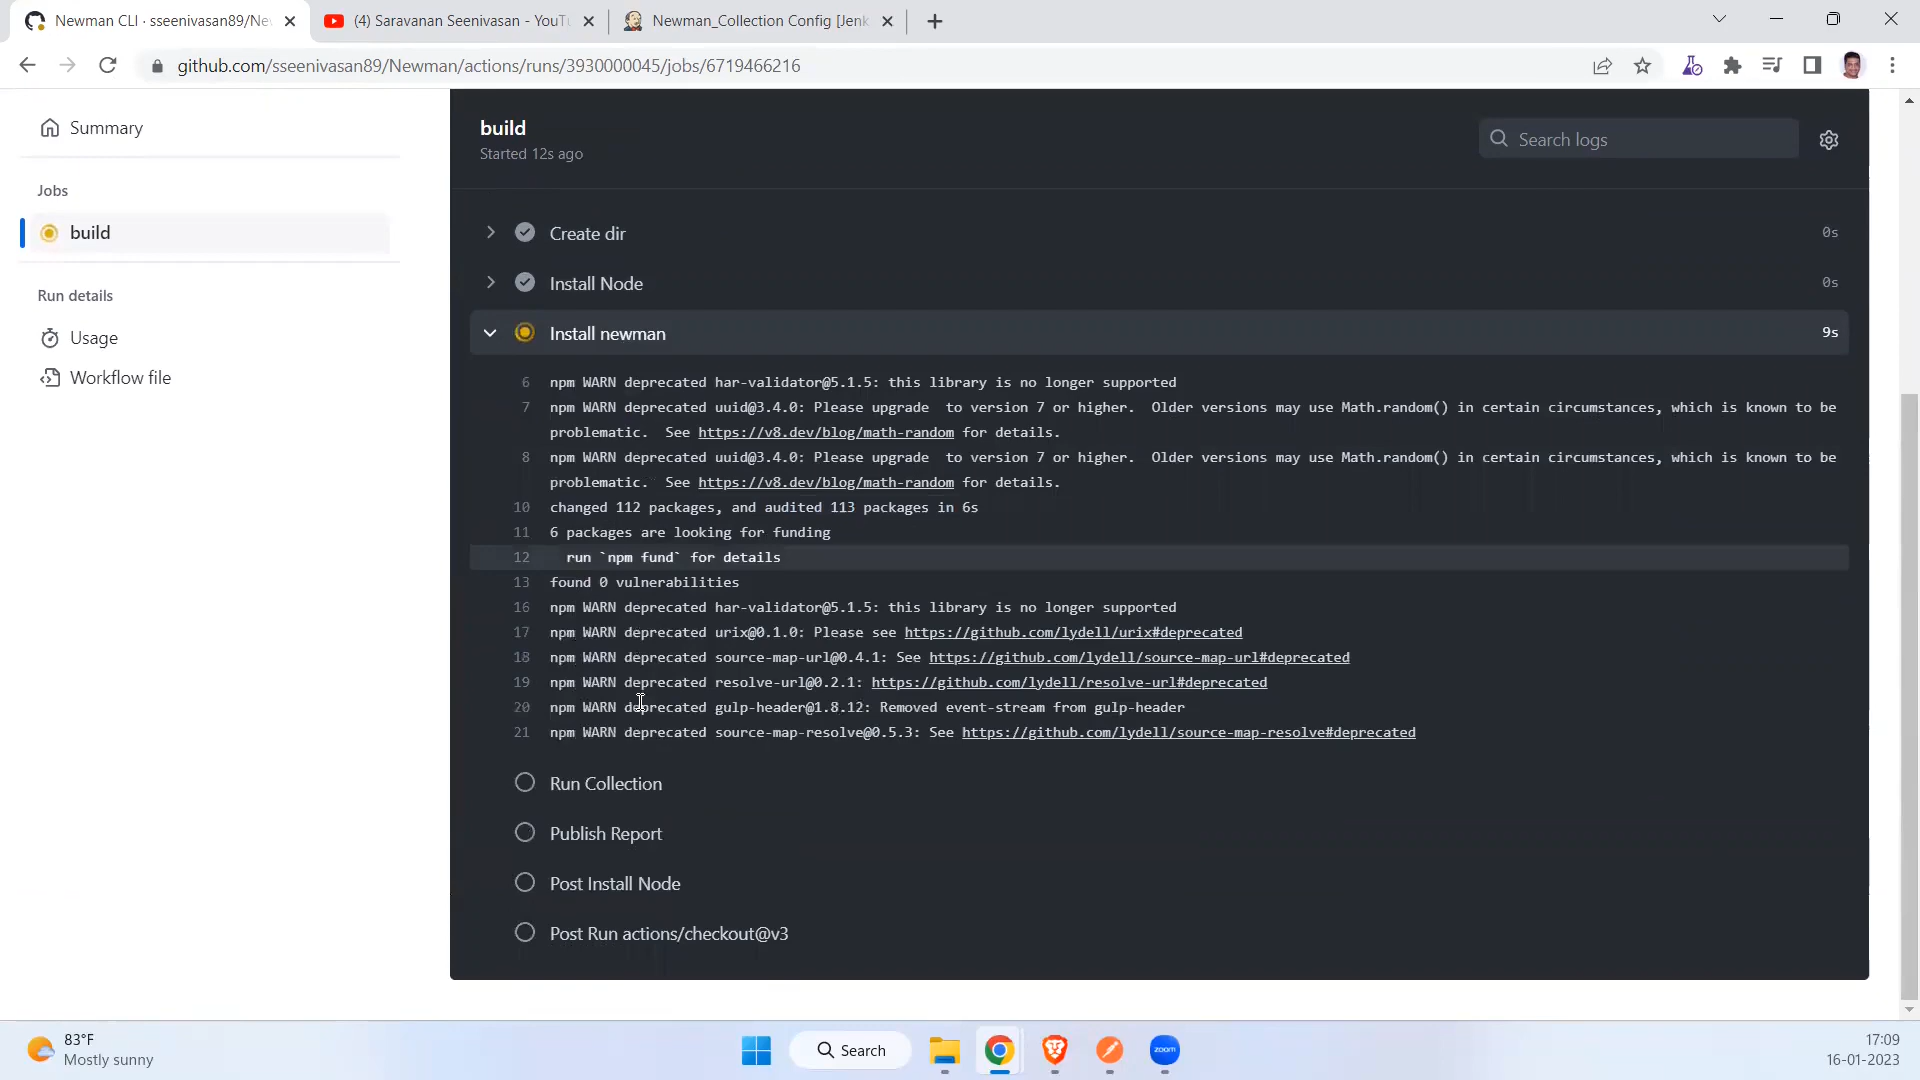 Newman CLI · sseenivasan89/Ne
(4) Saravanan Seenivasan - YouT
Newman_Collection Config [Jenk
github.com/sseenivasan89/Newman/actions/runs/3930000045/jobs/6719466216
Summary
Jobs
build
Run details
Usage
Workflow file
build
Started 12s ago
Search logs
Create dir 0s
Install Node 0s
Install newman 9s
6 npm WARN deprecated har-validator@5.1.5: this library is no longer supported
7 npm WARN deprecated uuid@3.4.0: Please upgrade  to version 7 or higher.  Older versions may use Math.random() in certain circumstances, which is known to be
problematic.  See https://v8.dev/blog/math-random for details.
8 npm WARN deprecated uuid@3.4.0: Please upgrade  to version 7 or higher.  Older versions may use Math.random() in certain circumstances, which is known to be
problematic.  See https://v8.dev/blog/math-random for details.
10 changed 112 packages, and audited 113 packages in 6s
11 6 packages are looking for funding
12 run `npm fund` for details
13 found 0 vulnerabilities
16 npm WARN deprecated har-validator@5.1.5: this library is no longer supported
17 npm WARN deprecated urix@0.1.0: Please see https://github.com/lydell/urix#deprecated
18 npm WARN deprecated source-map-url@0.4.1: See https://github.com/lydell/source-map-url#deprecated
19 npm WARN deprecated resolve-url@0.2.1: https://github.com/lydell/resolve-url#deprecated
20 npm WARN deprecated gulp-header@1.8.12: Removed event-stream from gulp-header
21 npm WARN deprecated source-map-resolve@0.5.3: See https://github.com/lydell/source-map-resolve#deprecated
Run Collection
Publish Report
Post Install Node
Post Run actions/checkout@v3
83°F
Mostly sunny
Search
zoom
17:09
16-01-2023